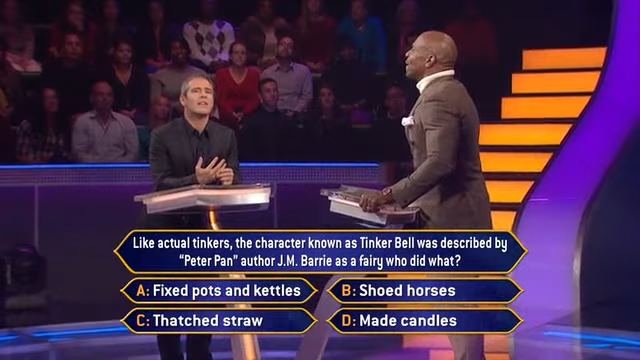 Like actual tinkers, the character known as Tinker Bell was described by
“Peter Pan” author J.M. Barrie as a fairy who did what?
A: Fixed pots and kettles
B: Shoed horses
C: Thatched straw
D: Made candles